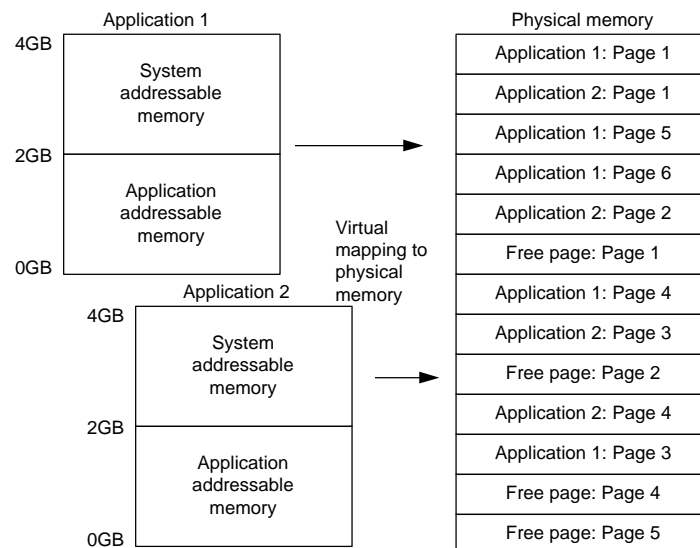 Application 1
4GB
System
addressable
memory
2GB
Application
addressable
memory
0GB
Application 2
4GB
System
addressable
memory
2GB
Application
addressable
memory
0GB
Virtual
mapping to
physical
memory
Physical memory
Application 1: Page 1
Application 2: Page 1
Application 1: Page 5
Application 1: Page 6
Application 2: Page 2
Free page: Page 1
Application 1: Page 4
Application 2: Page 3
Free page: Page 2
Application 2: Page 4
Application 1: Page 3
Free page: Page 4
Free page: Page 5